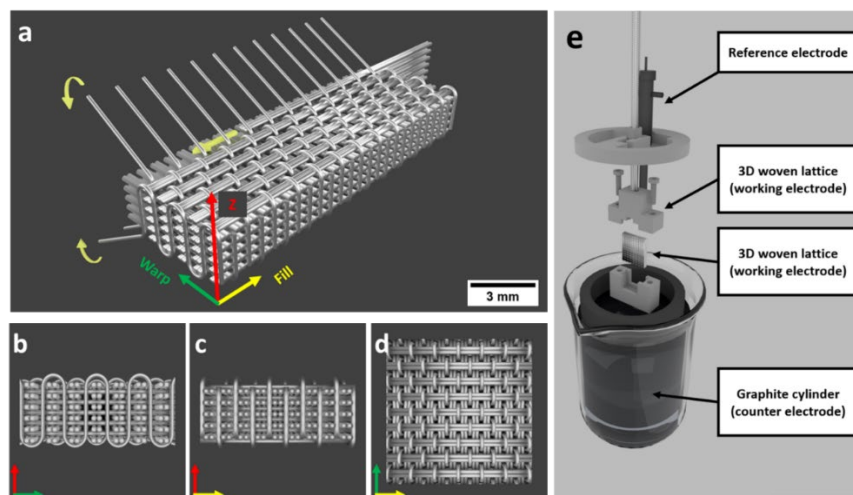 a
Z
Warp
Fill
3 mm
b
c
d
e
Reference electrode
3D woven lattice
(working electrode)
3D woven lattice
(working electrode)
Graphite cylinder
(counter electrode)